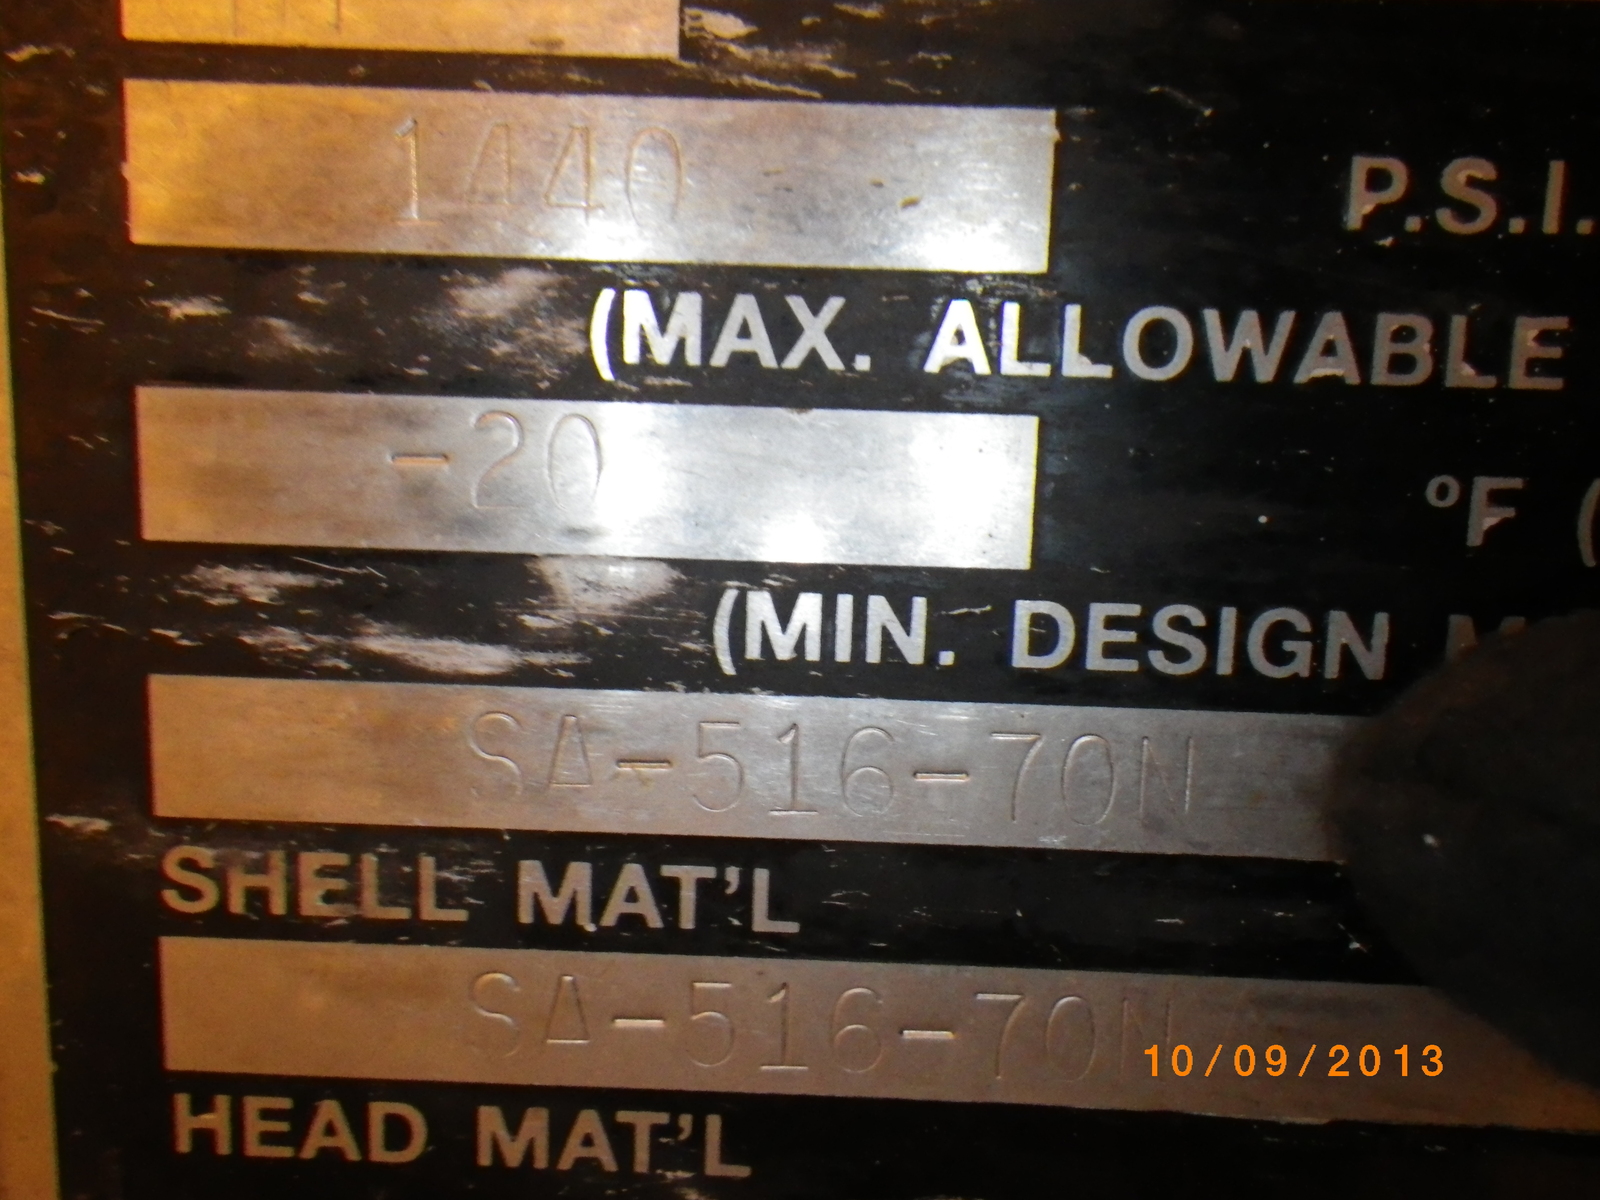 1440 P.S.I.
(MAX. ALLOWABLE
-20 °F (
(MIN. DESIGN
SA-516-70N
SHELL MAT'L
SA-516-70N
10/09/2013
HEAD MAT'L